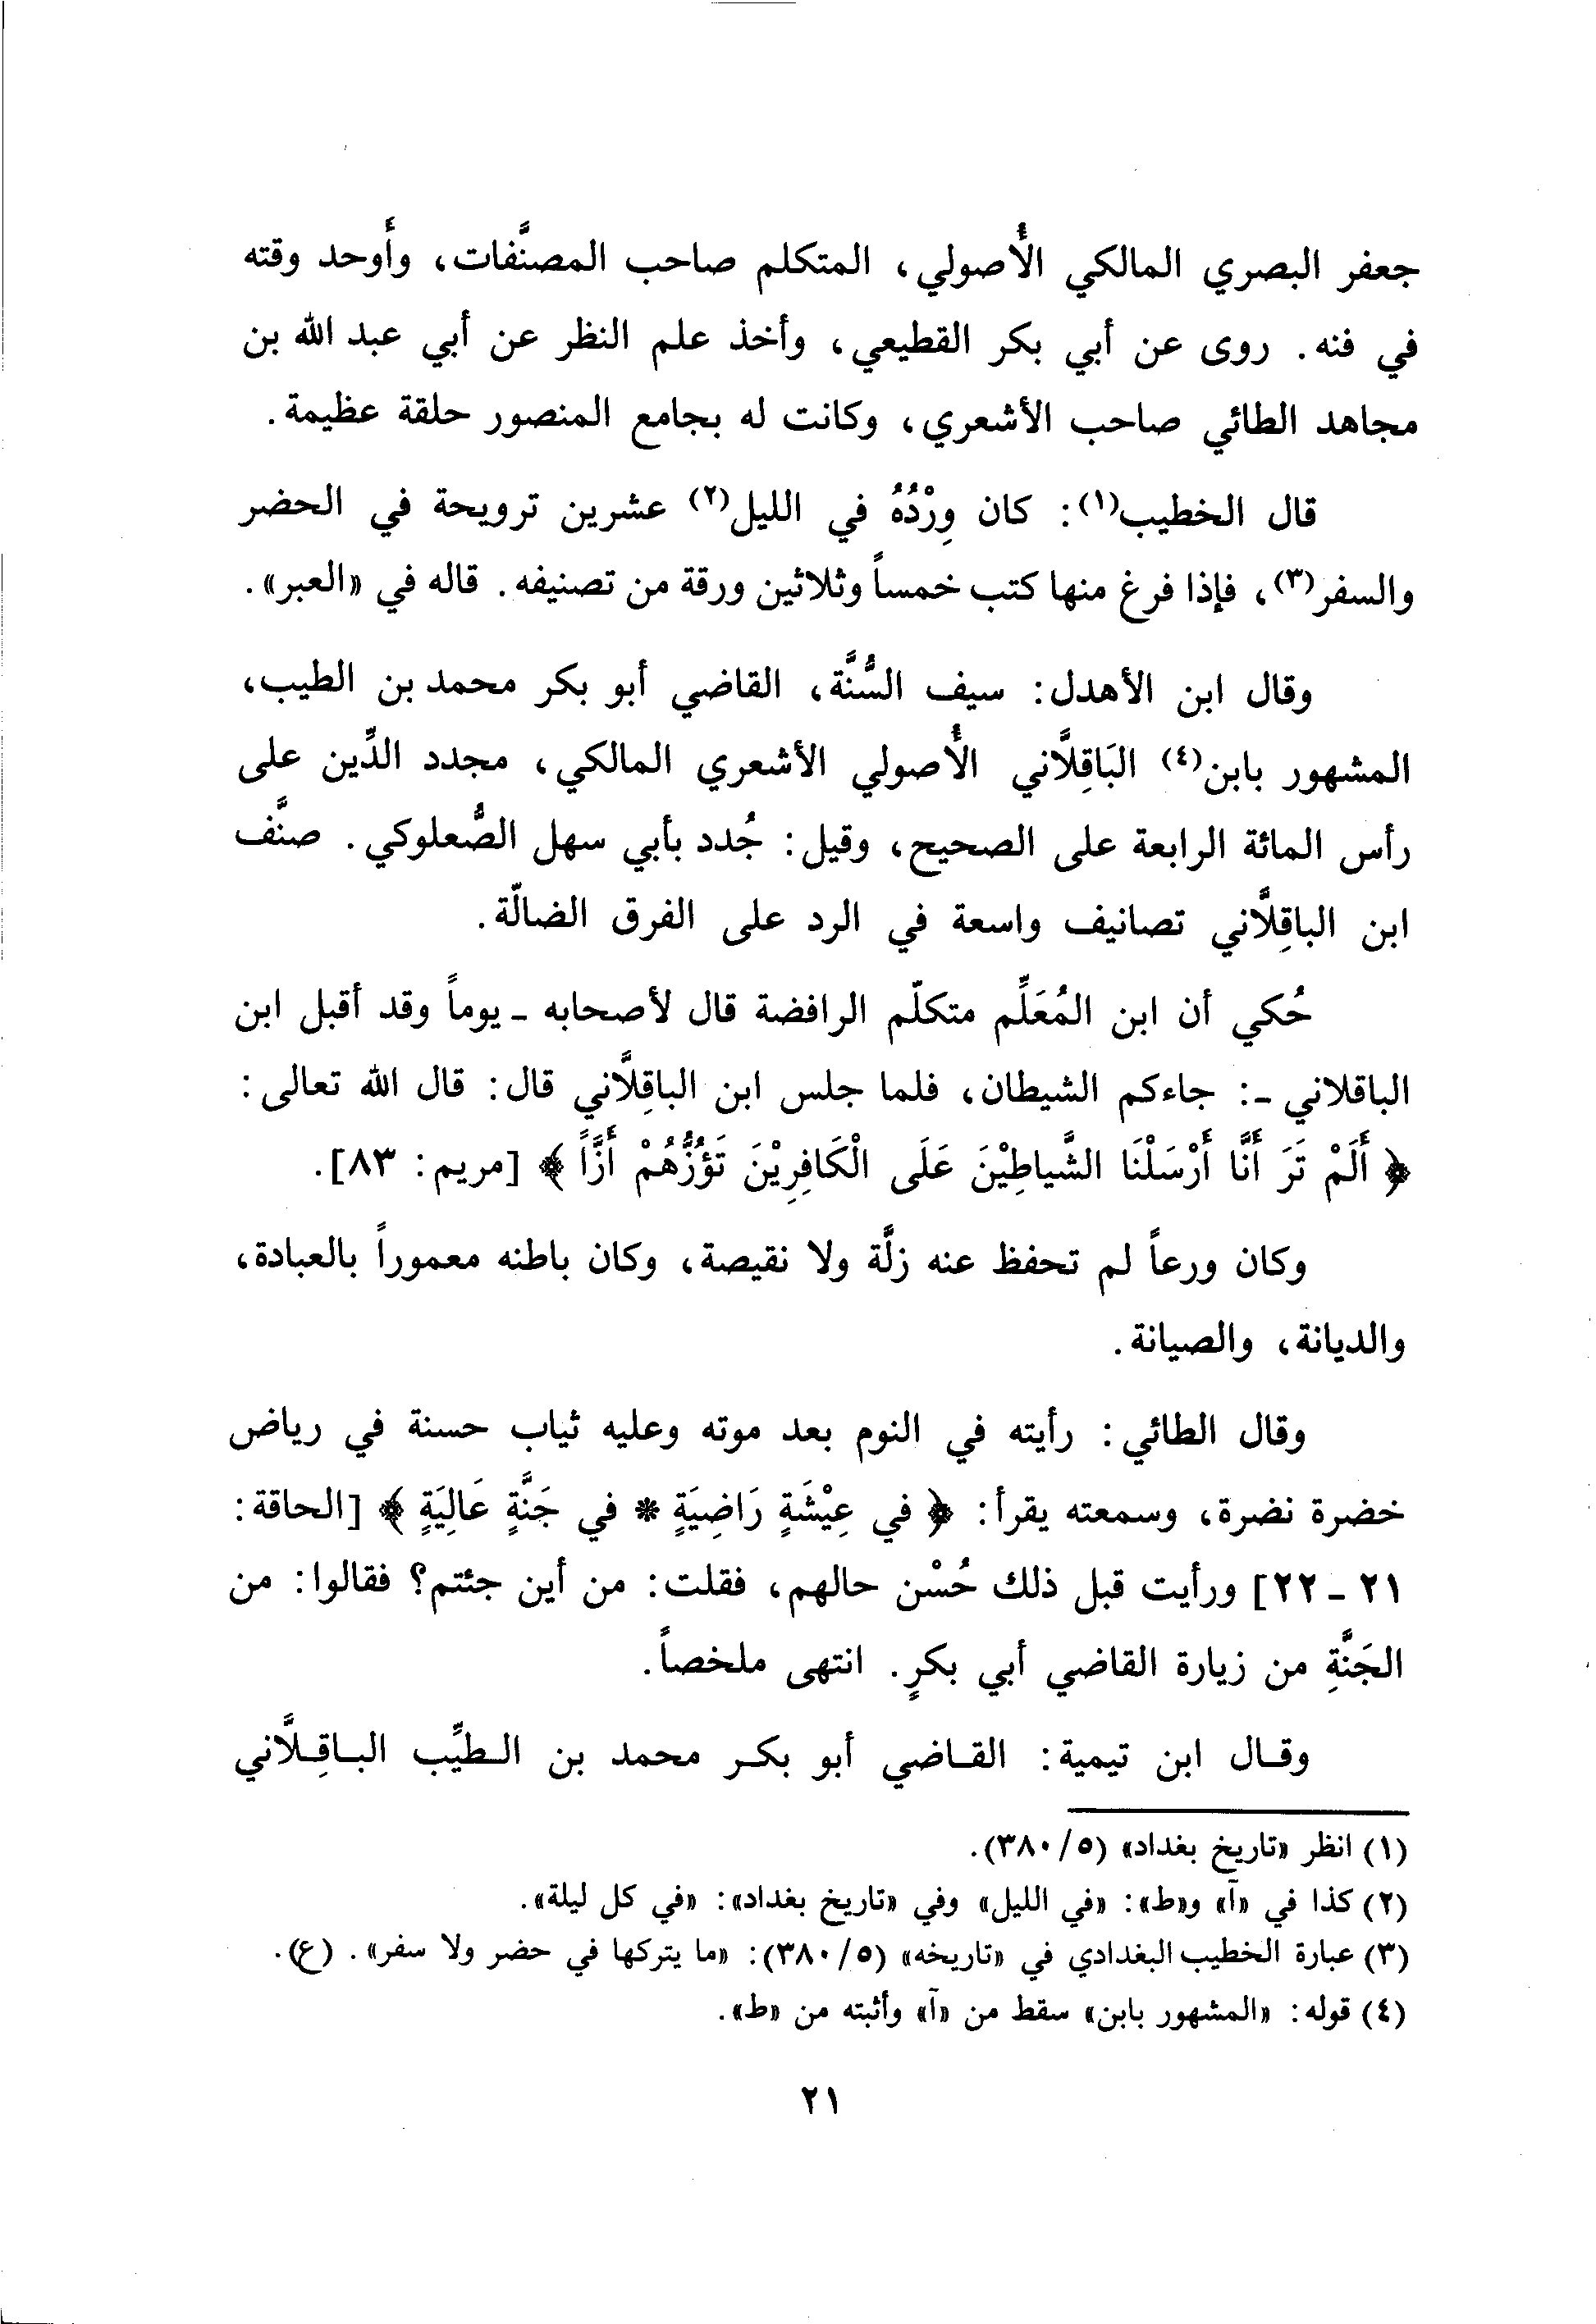 جعفر البصري المالكي الأُصولي، المتكلم صاحب المصنَّفات، وأَوحد وقته
في فنه. روى عن أبي بكر القطيعي، وأخذ علم النظر عن أبي عبد الله بن
مجاهد الطائي صاحب الأشعري، وكانت له بجامع المنصور حلقة عظيمة.
قال الخطيب(١): كان وِرْدُهُ في الليل(٢) عشرين ترويحة في الحضر
والسفر(٣)، فإذا فرغ منها كتب خمساً وثلاثين ورقة من تصنيفه. قاله في «العبر».
وقال ابن الأهدل: سيف السُّنَّة، القاضي أبو بكر محمد بن الطيب،
المشهور بابن(٤) البَاقِلَّاني الأُصولي الأشعري المالكي، مجدد الدِّين على
رأس المائة الرابعة على الصحيح، وقيل: جُدد بأبي سهل الصُّعلوكي. صنَّف
ابن الباقِلَّاني تصانيف واسعة في الرد على الفرق الضالّة.
حُكي أن ابن المُعَلِّم متكلّم الرافضة قال لأصحابه ـ يوماً وقد أقبل ابن
الباقلاني ـ: جاءكم الشيطان، فلما جلس ابن الباقِلَّاني قال: قال الله تعالى:
﴿ أَلَمْ تَرَ أَنَّا أَرْسَلْنَا الشَّياطِيْنَ عَلَى الْكَافِرِيْنَ تَؤُزُّهُمْ أَزَّاً ﴾ [مريم: ٨٣].
وكان ورعاً لم تحفظ عنه زلَّة ولا نقيصة، وكان باطنه معموراً بالعبادة،
والديانة، والصيانة.
وقال الطائي: رأيته في النوم بعد موته وعليه ثياب حسنة في رياض
خضرة نضرة، وسمعته يقرأ: ﴿ في عِيْشَةٍ رَاضِيَةٍ * في جَنَّةٍ عَالِيَةٍ ﴾ [الحاقة:
٢١ ـ ٢٢] ورأيت قبل ذلك حُسْن حالهم، فقلت: من أين جئتم؟ فقالوا: من
الجَنَّةِ من زيارة القاضي أبي بكرٍ. انتهى ملخصاً.
وقال ابن تيمية: القاضي أبو بكر محمد بن الطيِّب الباقِلَّاني
(١) انظر «تاريخ بغداد» (٥/ ٣٨٠).
(٢) كذا في «آ» و«ط»: «في الليل» وفي «تاريخ بغداد»: «في كل ليلة».
(٣) عبارة الخطيب البغدادي في «تاريخه» (٥/ ٣٨٠): «ما يتركها في حضر ولا سفر». (ع).
(٤) قوله: «المشهور بابن» سقط من «آ» وأثبته من «ط».
٢١